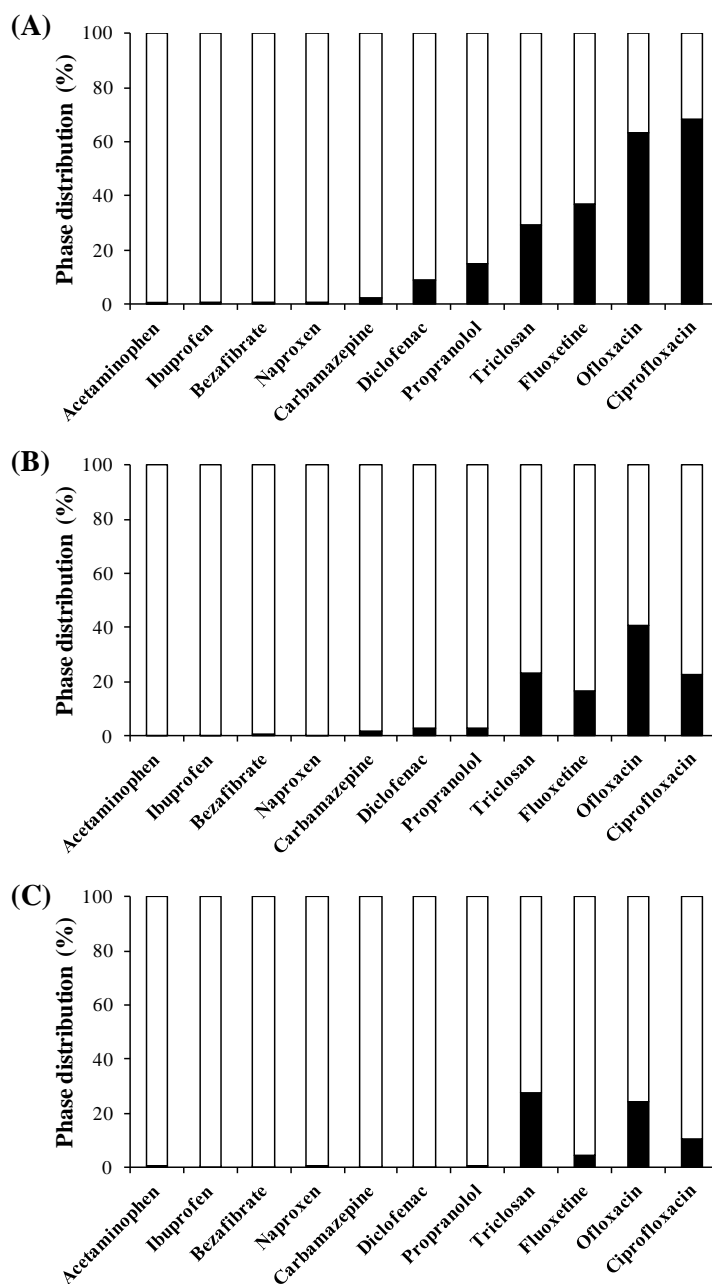 (A)
Phase distribution (%)
100
80
60
40
20
0
Acetaminophen
Ibuprofen
Bezafibrate
Naproxen
Carbamazepine
Diclofenac
Propranolol
Triclosan
Fluoxetine
Ofloxacin
Ciprofloxacin
(B)
Phase distribution (%)
100
80
60
40
20
0
Acetaminophen
Ibuprofen
Bezafibrate
Naproxen
Carbamazepine
Diclofenac
Propranolol
Triclosan
Fluoxetine
Ofloxacin
Ciprofloxacin
(C)
Phase distribution (%)
100
80
60
40
20
0
Acetaminophen
Ibuprofen
Bezafibrate
Naproxen
Carbamazepine
Diclofenac
Propranolol
Triclosan
Fluoxetine
Ofloxacin
Ciprofloxacin